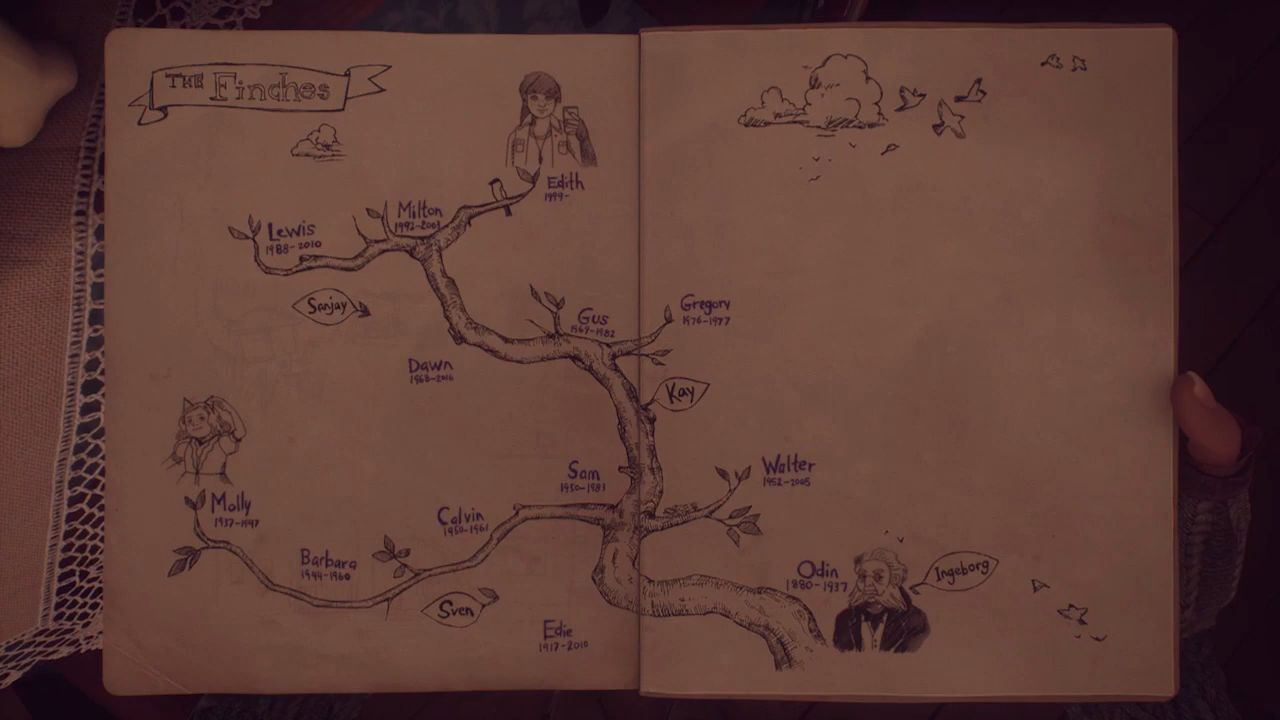 THE Finches
Edith
1999-
Milton
1992-2003
Lewis
1988-2010
Sanjay
Gus
1969-1982
Gregory
1976-1977
Dawn
1968-2016
Kay
Sam
1950-1983
Walter
1952-2005
Molly
1937-1947
Calvin
1950-1961
Barbara
1944-1960
Sven
Odin
1880-1937
Ingeborg
Edie
1917-2010